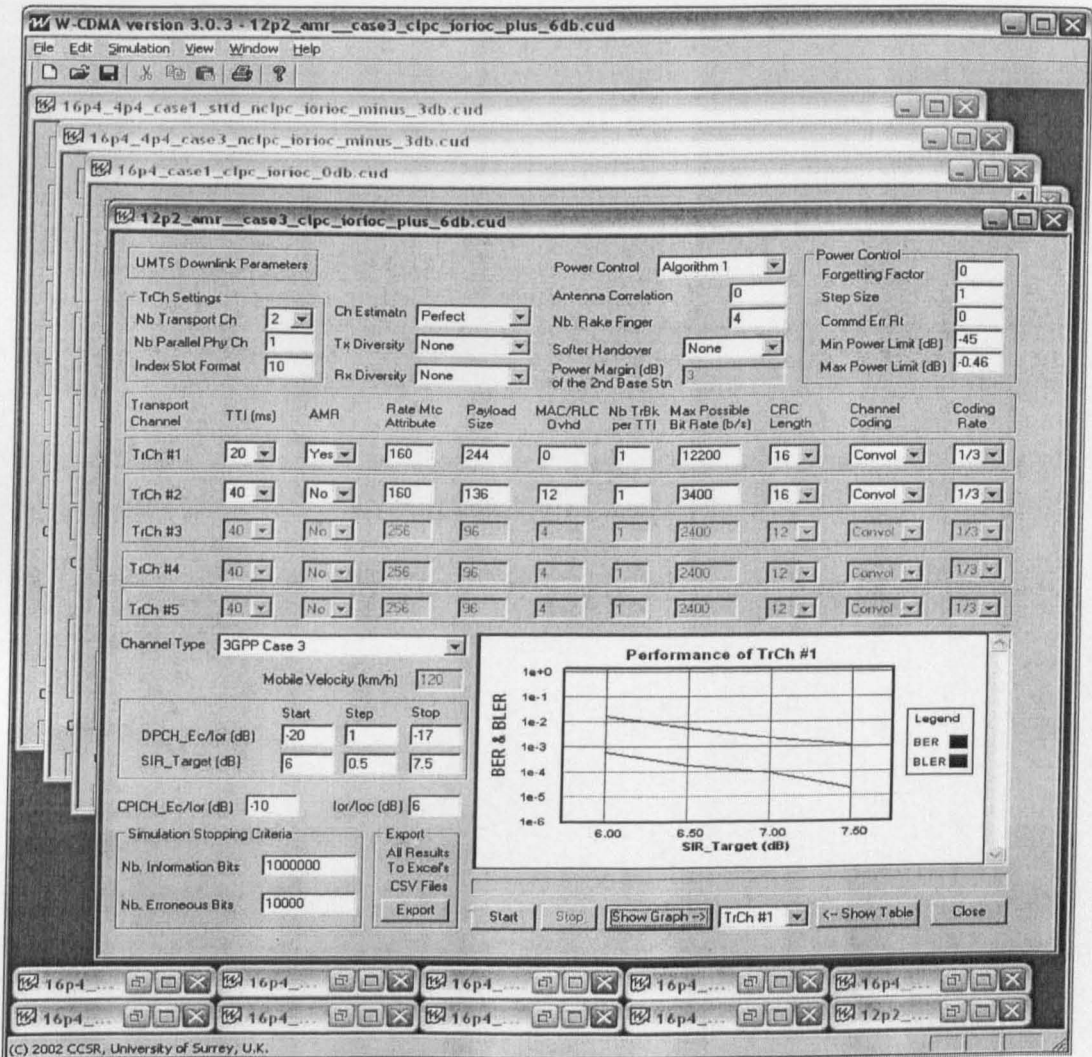 W-CDMA version 3.0.3 - 12p2_amr__case3_clpc_iorioc_plus_6db.cud
File Edit Simulation View Window Help
16p4_4p4_case1_sttd_nclpc_iorioc_minus_3db.cud
16p4_4p4_case3_nclpc_iorioc_minus_3db.cud
16p4_case1_clpc_iorioc_0db.cud
12p2_amr__case3_clpc_iorioc_plus_6db.cud
UMTS Downlink Parameters
TrCh Settings
Nb Transport Ch 2
Nb Parallel Phy Ch 1
Index Slot Format 10
Ch Estimatn Perfect
Tx Diversity None
Rx Diversity None
Power Control Algorithm 1
Antenna Correlation 0
Nb. Rake Finger 4
Softer Handover None
Power Margin (dB)
of the 2nd Base Stn 3
Power Control
Forgetting Factor 0
Step Size 1
Commd Err Rt 0
Min Power Limit (dB) -45
Max Power Limit (dB) -0.46
Transport Channel TTI (ms) AMR Rate Mtc Attribute Payload Size MAC/RLC Ovhd Nb TrBk per TTI Max Possible Bit Rate (b/s) CRC Length Channel Coding Coding Rate
TrCh #1 20 Yes 160 244 0 1 12200 16 Convol 1/3
TrCh #2 40 No 160 136 12 1 3400 16 Convol 1/3
TrCh #3 40 No 256 96 4 1 2400 12 Convol 1/3
TrCh #4 40 No 256 96 4 1 2400 12 Convol 1/3
TrCh #5 40 No 256 96 4 1 2400 12 Convol 1/3
Channel Type 3GPP Case 3
Mobile Velocity (km/h) 120
Start Step Stop
DPCH_Ec/Ior (dB) -20 1 -17
SIR_Target (dB) 6 0.5 7.5
CPICH_Ec/Ior (dB) -10 Ior/Ioc (dB) 6
Simulation Stopping Criteria
Nb. Information Bits 1000000
Nb. Erroneous Bits 10000
Export
All Results
To Excel's
CSV Files
Export
Performance of TrCh #1
BER & BLER
1e+0
1e-1
1e-2
1e-3
1e-4
1e-5
1e-6
6.00 6.50 7.00 7.50
SIR_Target (dB)
Legend
BER
BLER
Start Stop Show Graph -> TrCh #1 <- Show Table Close
16p4_... 16p4_... 16p4_... 16p4_... 16p4_...
16p4_... 16p4_... 16p4_... 16p4_... 12p2_...
(C) 2002 CCSR, University of Surrey, U.K.